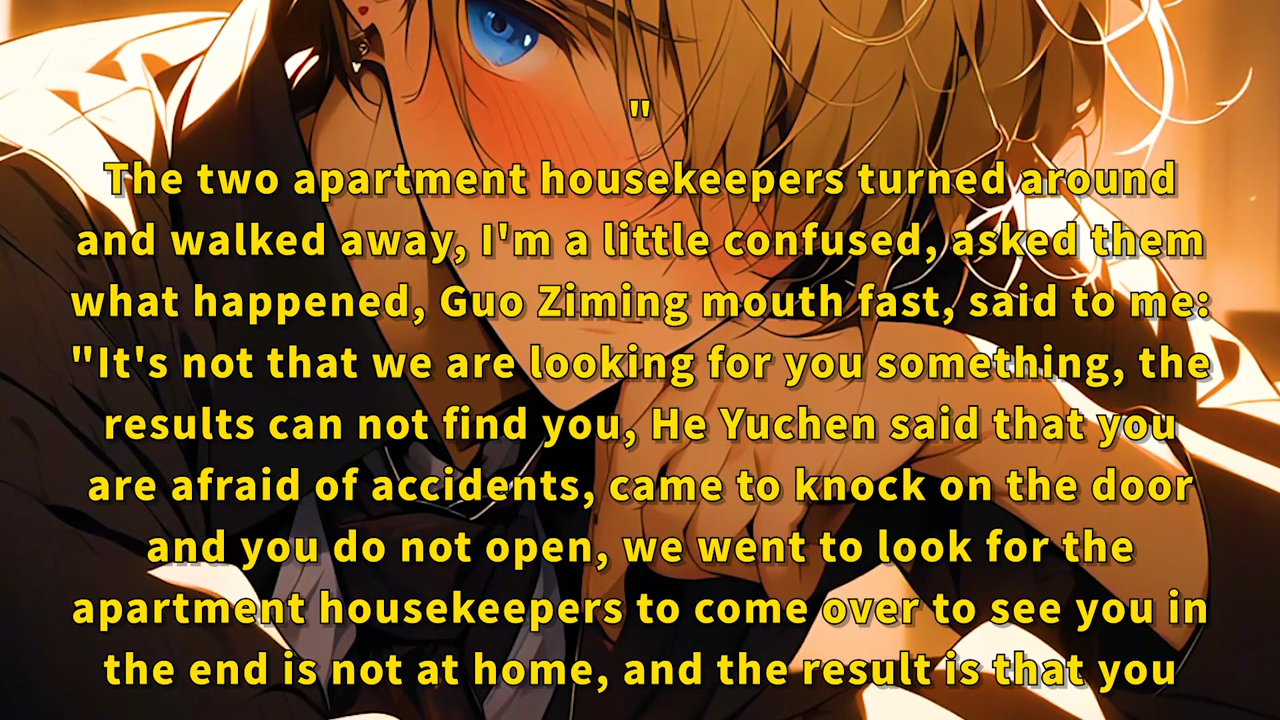 "
The two apartment housekeepers turned around
and walked away, I'm a little confused, asked them
what happened, Guo Ziming mouth fast, said to me:
"It's not that we are looking for you something, the
results can not find you, He Yuchen said that you
are afraid of accidents, came to knock on the door
and you do not open, we went to look for the
apartment housekeepers to come over to see you in
the end is not at home, and the result is that you